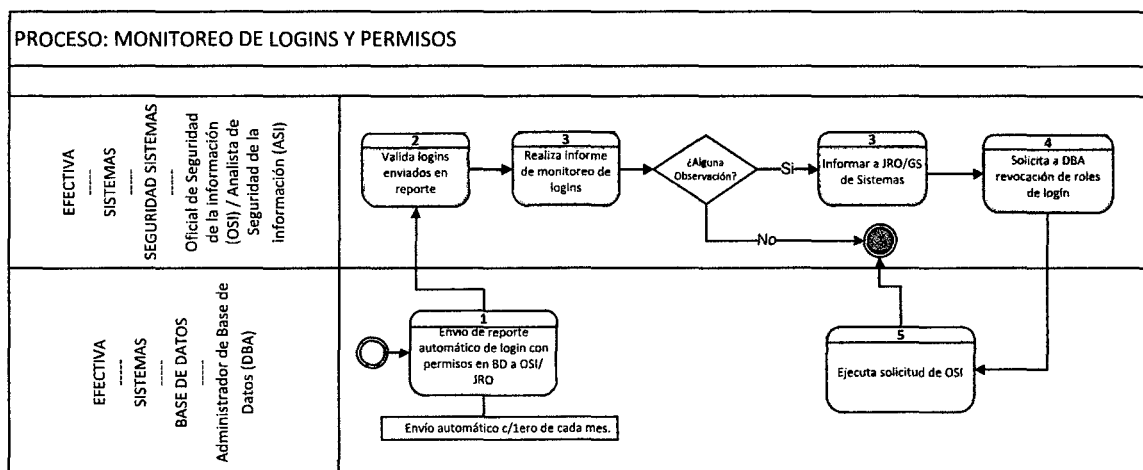 PROCESO: MONITOREO DE LOGINS Y PERMISOS
EFECTIVA
--------
SISTEMAS
--------
SEGURIDAD SISTEMAS
--------
Oficial de Seguridad
de la información
(OSI) / Analista de
Seguridad de la
información (ASI)
2
Valida logins
enviados en
reporte
3
Realiza informe
de monitoreo de
logins
¿Alguna
Observación?
Si
3
Informar a JRO/GS
de Sistemas
4
Solicita a DBA
revocación de roles
de login
No
EFECTIVA
--------
SISTEMAS
--------
BASE DE DATOS
--------
Administrador de Base de
Datos (DBA)
1
Envío de reporte
automático de login con
permisos en BD a OSI/
JRO
Envío automático c/1ero de cada mes.
5
Ejecuta solicitud de OSI